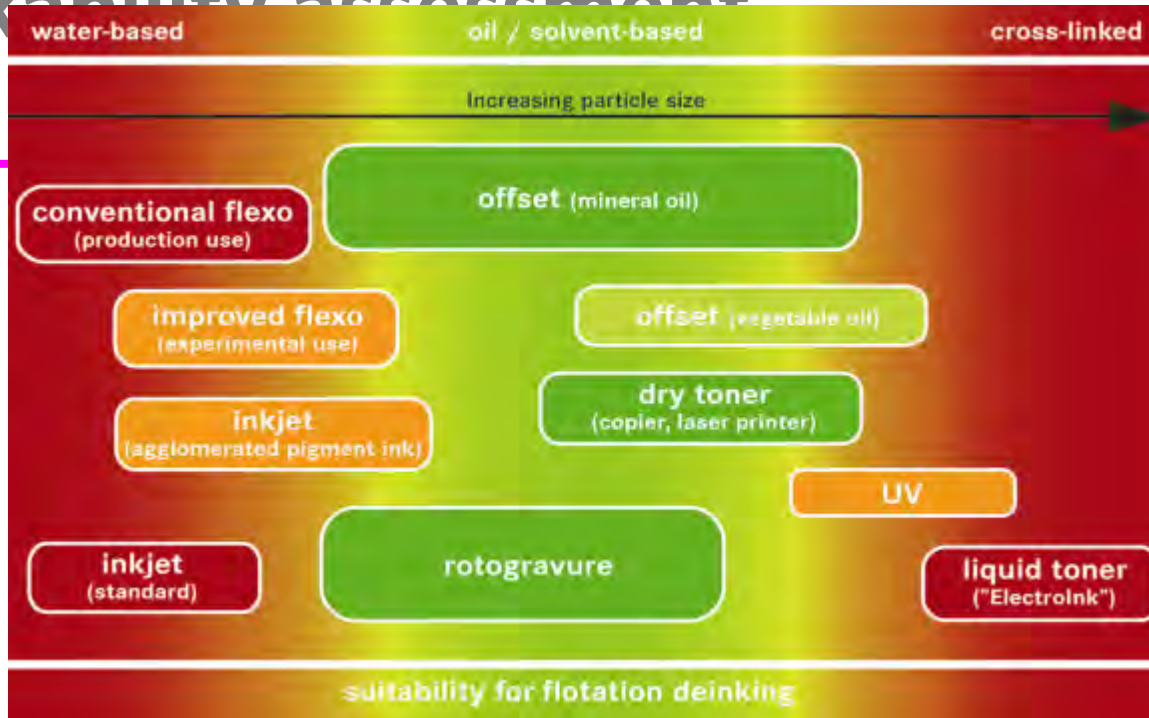 assessment
water-based
oil / solvent-based
cross-linked
Increasing particle size
offset (mineral oil)
conventional flexo
(production use)
improved flexo
(experimental use)
offset (vegetable oil)
dry toner
(copier, laser printer)
inkjet
(agglomerated pigment ink)
UV
rotogravure
inkjet
(standard)
liquid toner
("ElectroInk")
suitability for flotation deinking